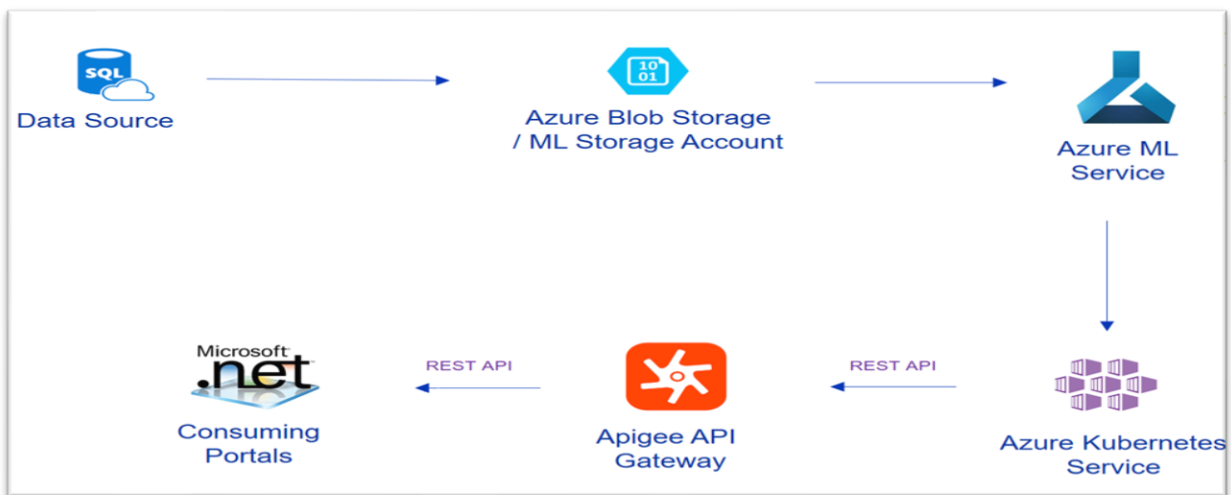 SQL
Data Source
10
01
Azure Blob Storage
/ ML Storage Account
Azure ML
Service
Microsoft
.net
Consuming
Portals
REST API
Apigee API
Gateway
REST API
Azure Kubernetes
Service